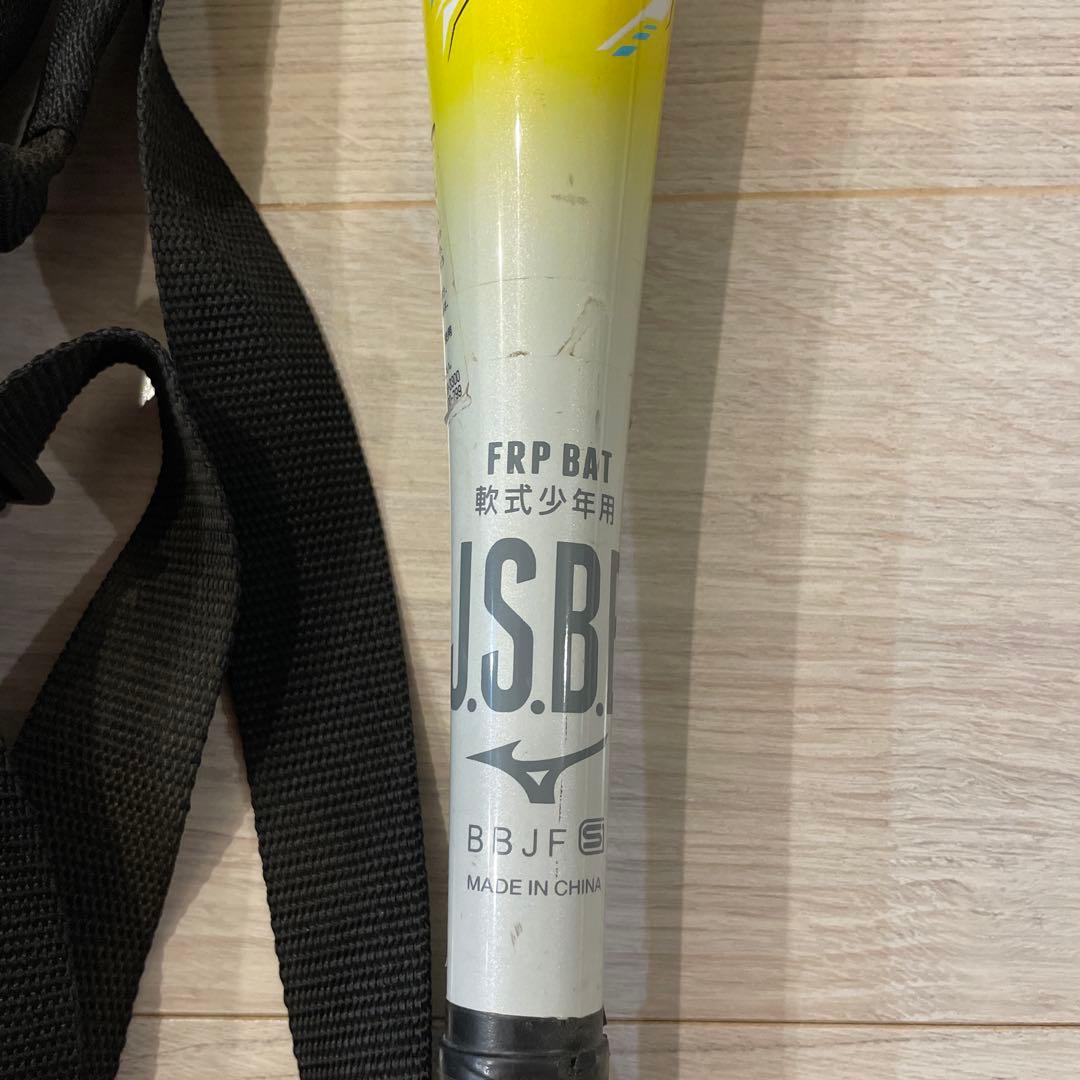 FRP BAT
軟式少年用
J.S.B.B
BBJF S
MADE IN CHINA